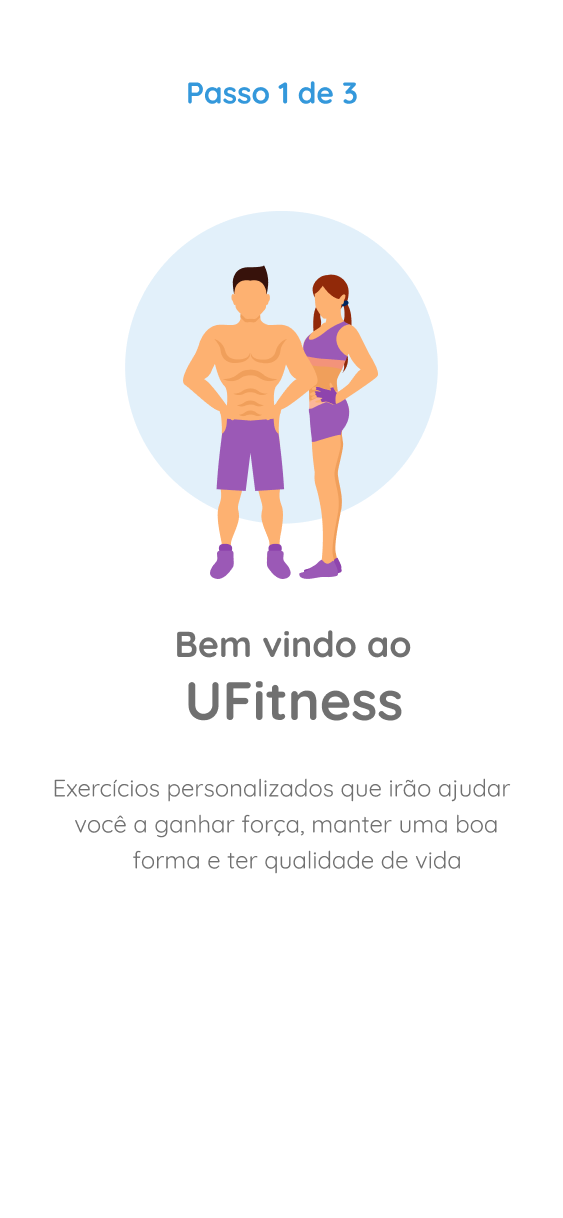 Passo 1 de 3
Bem vindo ao
UFitness
Exercícios personalizados que irão ajudar
você a ganhar força, manter uma boa
forma e ter qualidade de vida